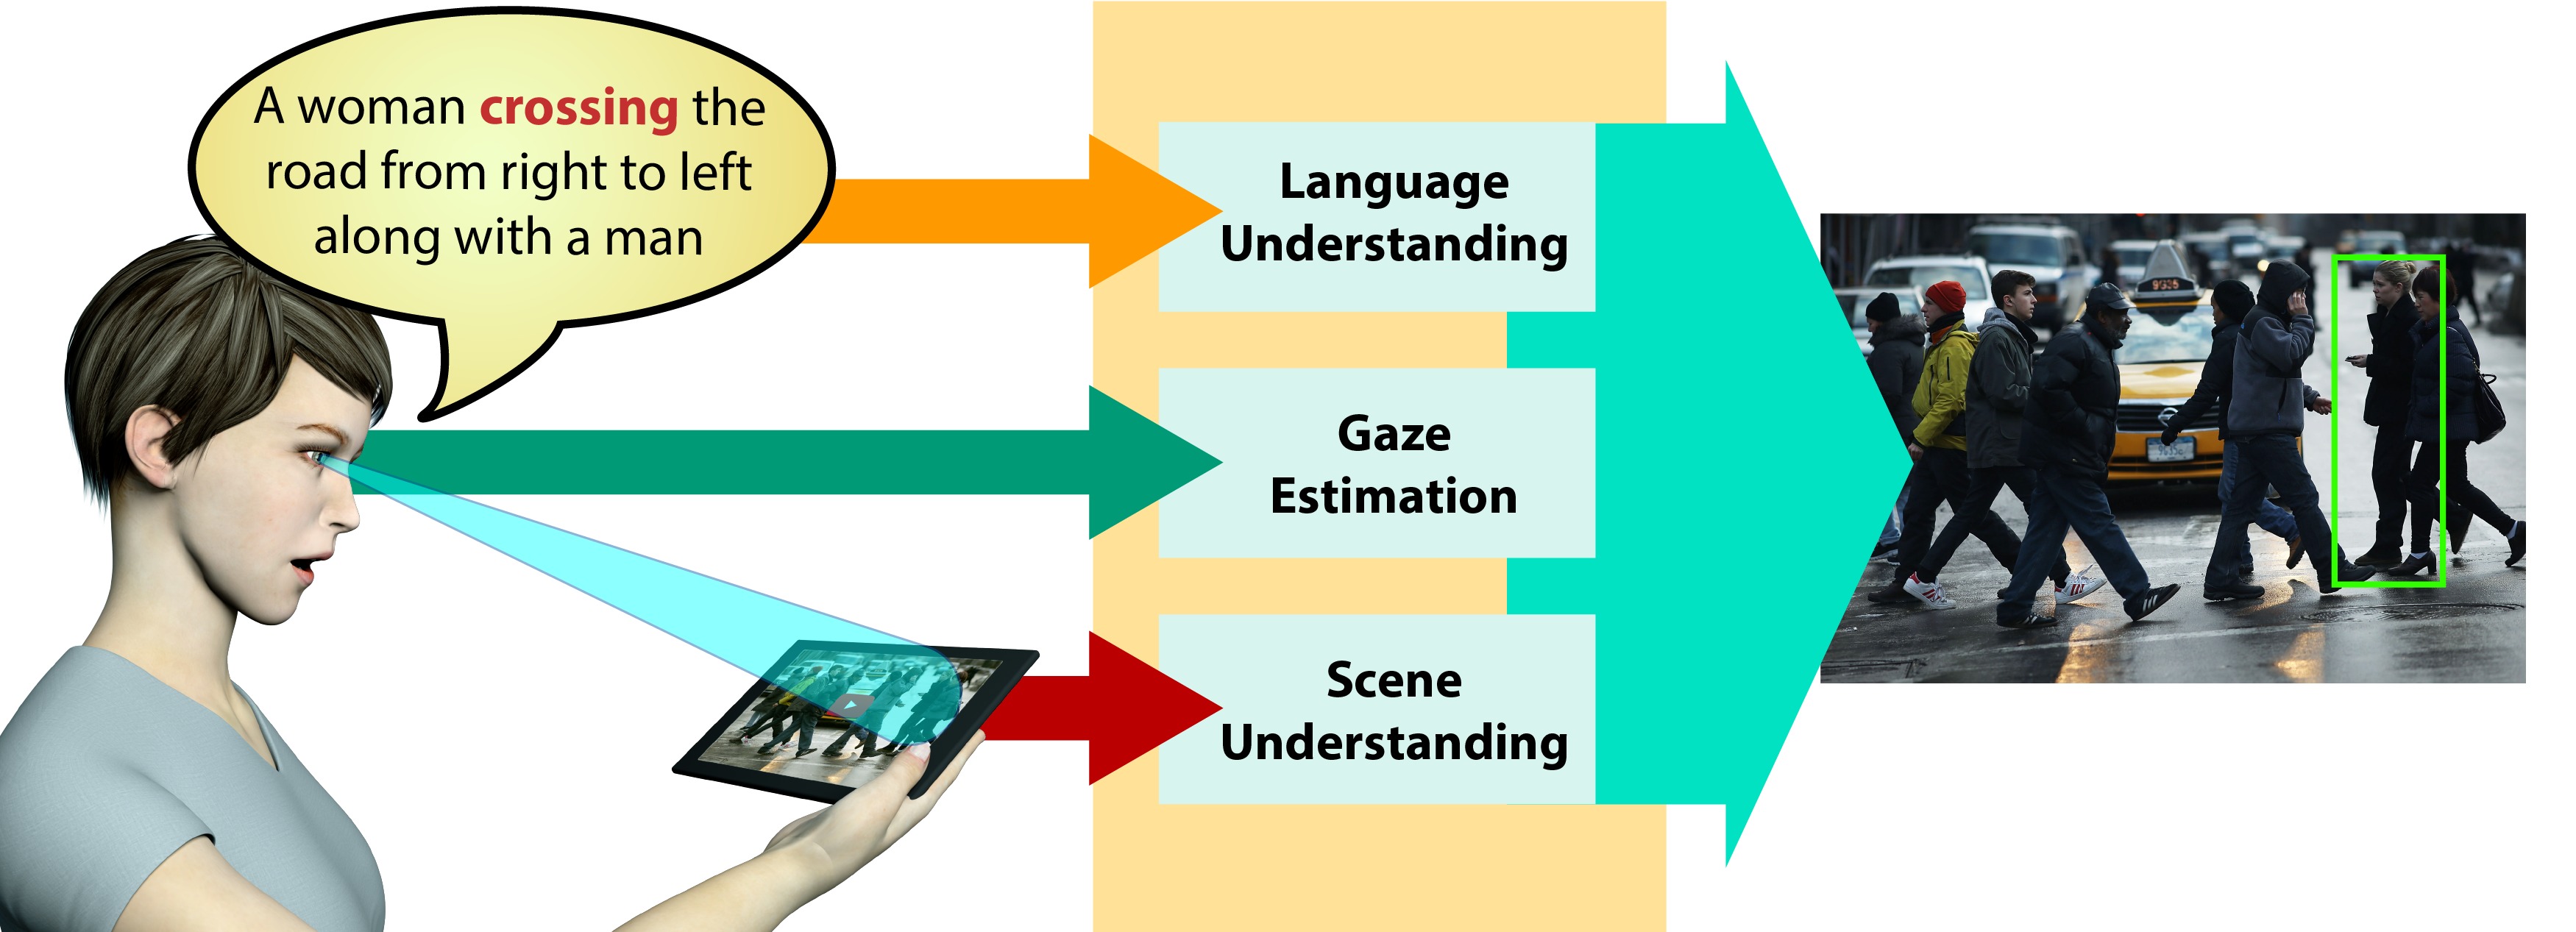 A woman crossing the
road from right to left
along with a man
Language
Understanding
Gaze
Estimation
Scene
Understanding